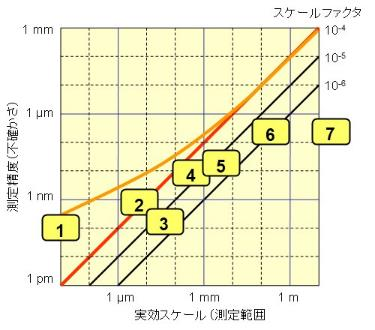 スケールファクタ
1 mm
10-4
10-5
10-6
1 μm
測定精度(不確かさ)
6
7
5
4
1 nm
2
3
1
1 pm
1 μm
1 mm
1 m
実効スケール (測定範囲